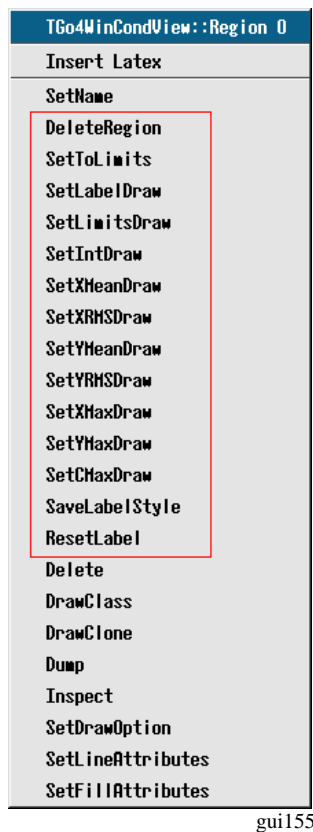 TGo4WinCondView::Region 0
Insert Latex
SetName
DeleteRegion
SetToLimits
SetLabelDraw
SetLimitsDraw
SetIntDraw
SetXMeanDraw
SetXRMSDraw
SetYMeanDraw
SetYRMSDraw
SetXMaxDraw
SetYMaxDraw
SetCMaxDraw
SaveLabelStyle
ResetLabel
Delete
DrawClass
DrawClone
Dump
Inspect
SetDrawOption
SetLineAttributes
SetFillAttributes
gui155